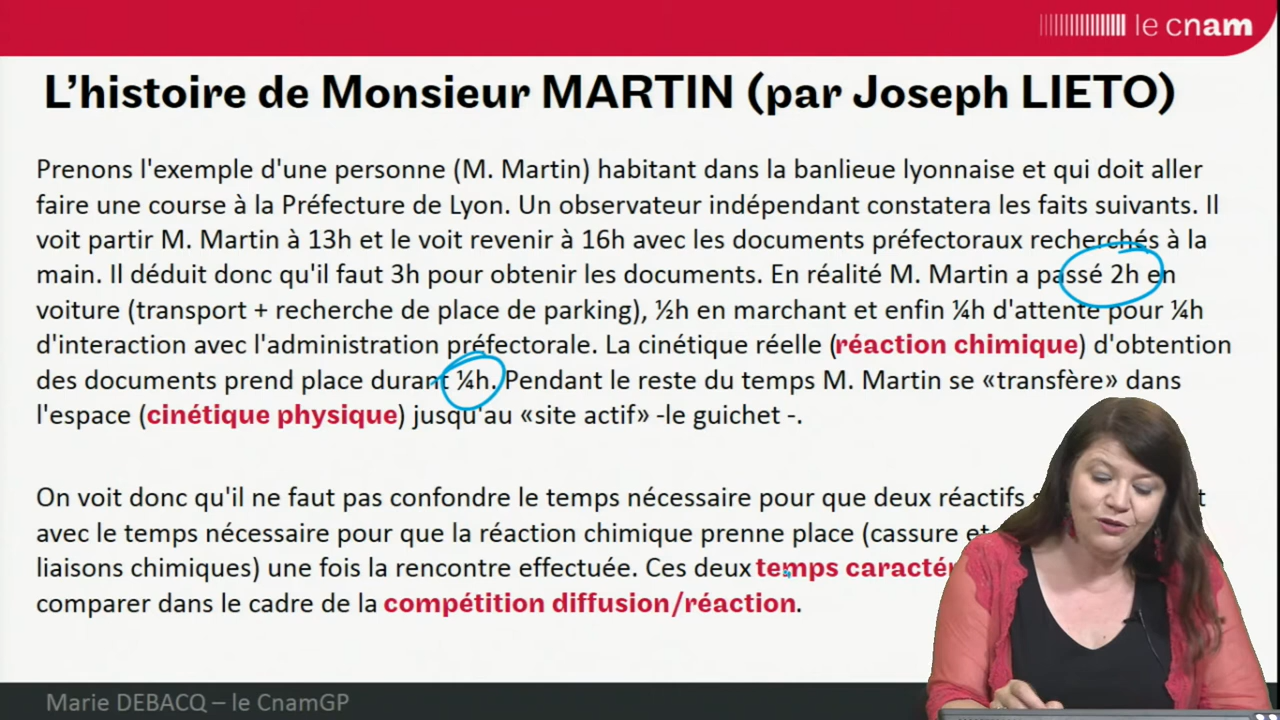 le cnam
L’histoire de Monsieur MARTIN (par Joseph LIETO)
Prenons l'exemple d'une personne (M. Martin) habitant dans la banlieue lyonnaise et qui doit aller
faire une course à la Préfecture de Lyon. Un observateur indépendant constatera les faits suivants. Il
voit partir M. Martin à 13h et le voit revenir à 16h avec les documents préfectoraux recherchés à la
main. Il déduit donc qu'il faut 3h pour obtenir les documents. En réalité M. Martin a passé 2h en
voiture (transport + recherche de place de parking), ½h en marchant et enfin ¼h d'attente pour ¼h
d'interaction avec l'administration préfectorale. La cinétique réelle (réaction chimique) d'obtention
des documents prend place durant ¼h. Pendant le reste du temps M. Martin se «transfère» dans
l'espace (cinétique physique) jusqu'au «site actif» -le guichet -.
On voit donc qu'il ne faut pas confondre le temps nécessaire pour que deux réactifs
avec le temps nécessaire pour que la réaction chimique prenne place (cassure et
liaisons chimiques) une fois la rencontre effectuée. Ces deux temps
comparer dans le cadre de la compétition diffusion/réaction.
Marie DEBACQ – le CnamGP